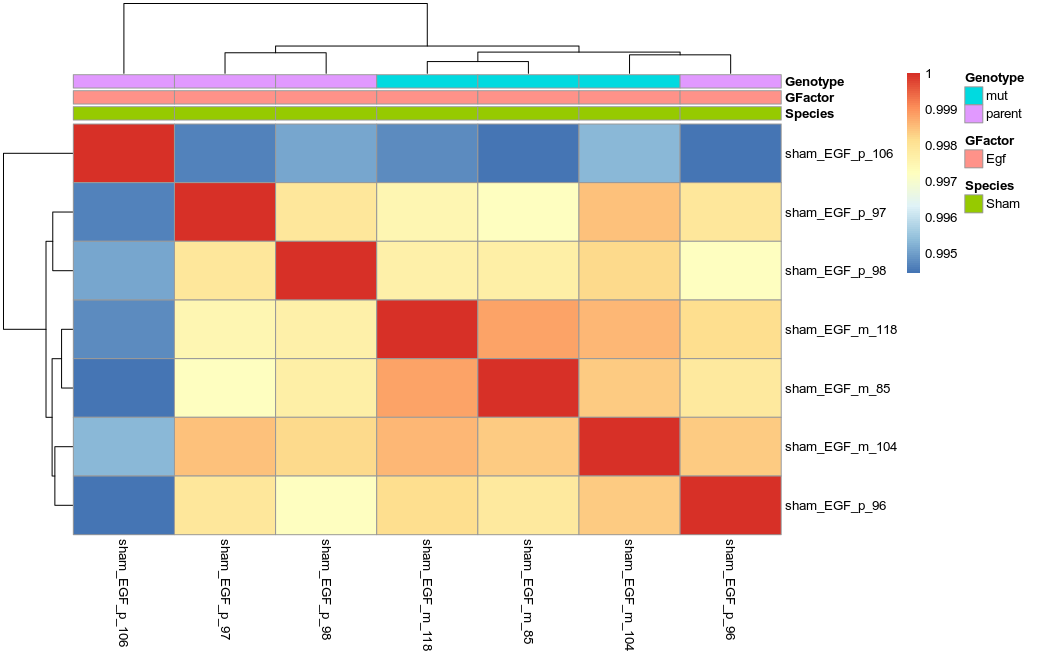 Genotype
GFactor
Species
sham_EGF_p_106
sham_EGF_p_97
sham_EGF_p_98
sham_EGF_m_118
sham_EGF_m_85
sham_EGF_m_104
sham_EGF_p_96
sham_EGF_p_106
sham_EGF_p_97
sham_EGF_p_98
sham_EGF_m_118
sham_EGF_m_85
sham_EGF_m_104
sham_EGF_p_96
1
0.999
0.998
0.997
0.996
0.995
Genotype
mut
parent
GFactor
Egf
Species
Sham